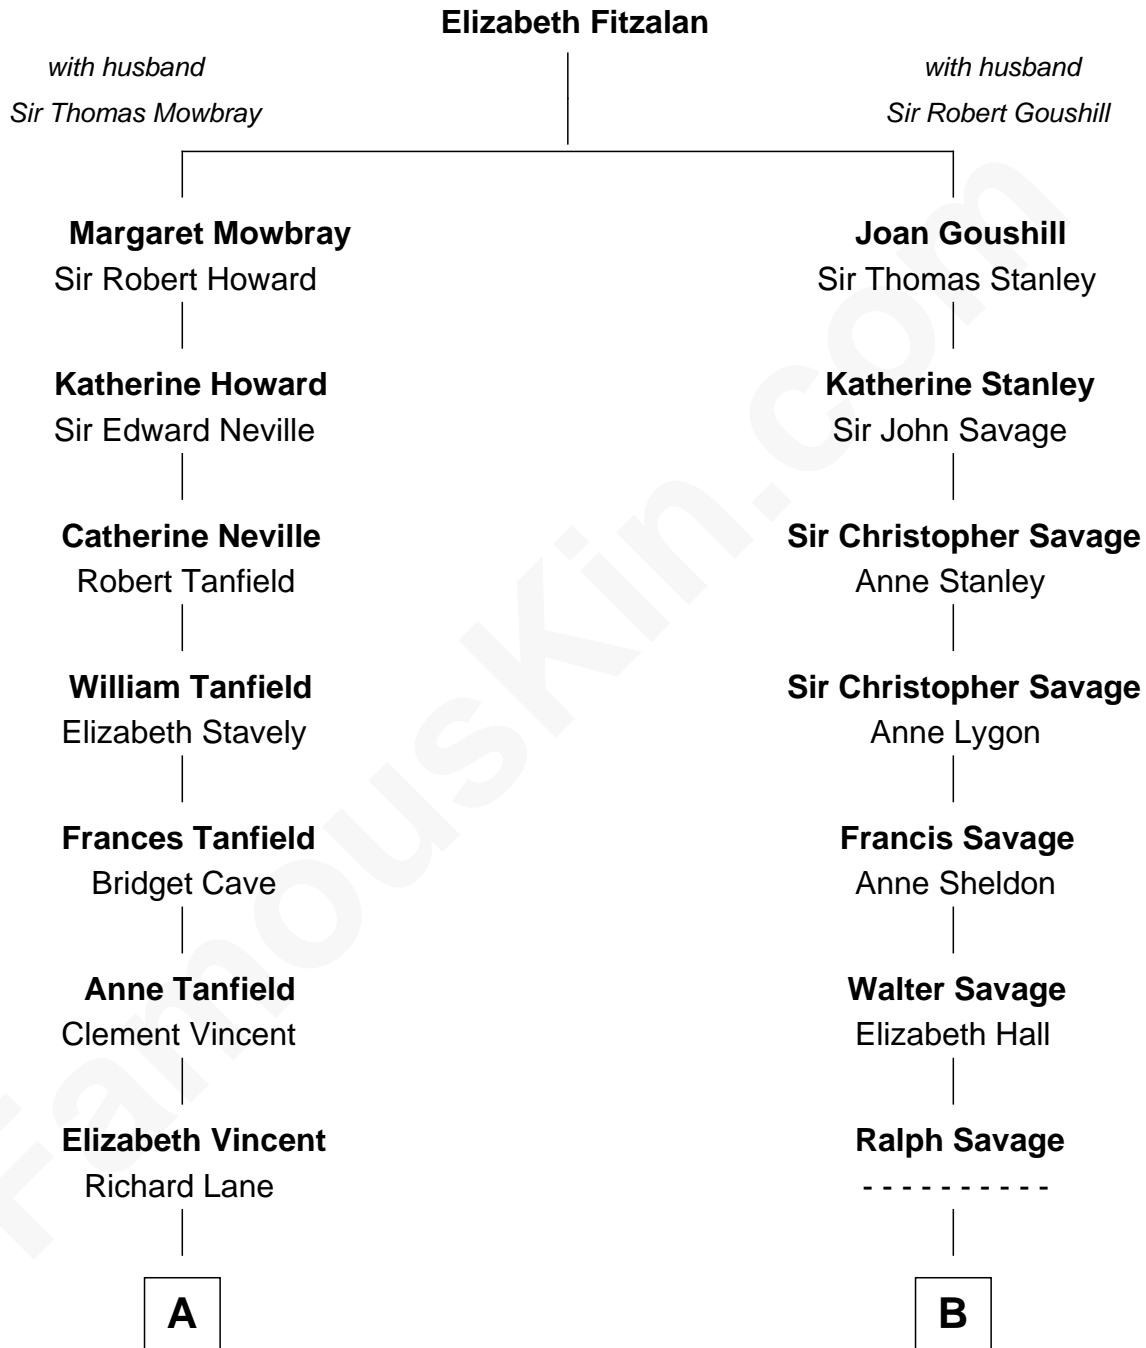 Elizabeth Fitzalan
with husband
Sir Thomas Mowbray
with husband
Sir Robert Goushill
Margaret Mowbray
Sir Robert Howard
Joan Goushill
Sir Thomas Stanley
Katherine Howard
Sir Edward Neville
Katherine Stanley
Sir John Savage
Catherine Neville
Robert Tanfield
Sir Christopher Savage
Anne Stanley
William Tanfield
Elizabeth Stavely
Sir Christopher Savage
Anne Lygon
Frances Tanfield
Bridget Cave
Francis Savage
Anne Sheldon
Anne Tanfield
Clement Vincent
Walter Savage
Elizabeth Hall
Elizabeth Vincent
Richard Lane
Ralph Savage
- - - - - - - - - -
A
B
FamousKin.com